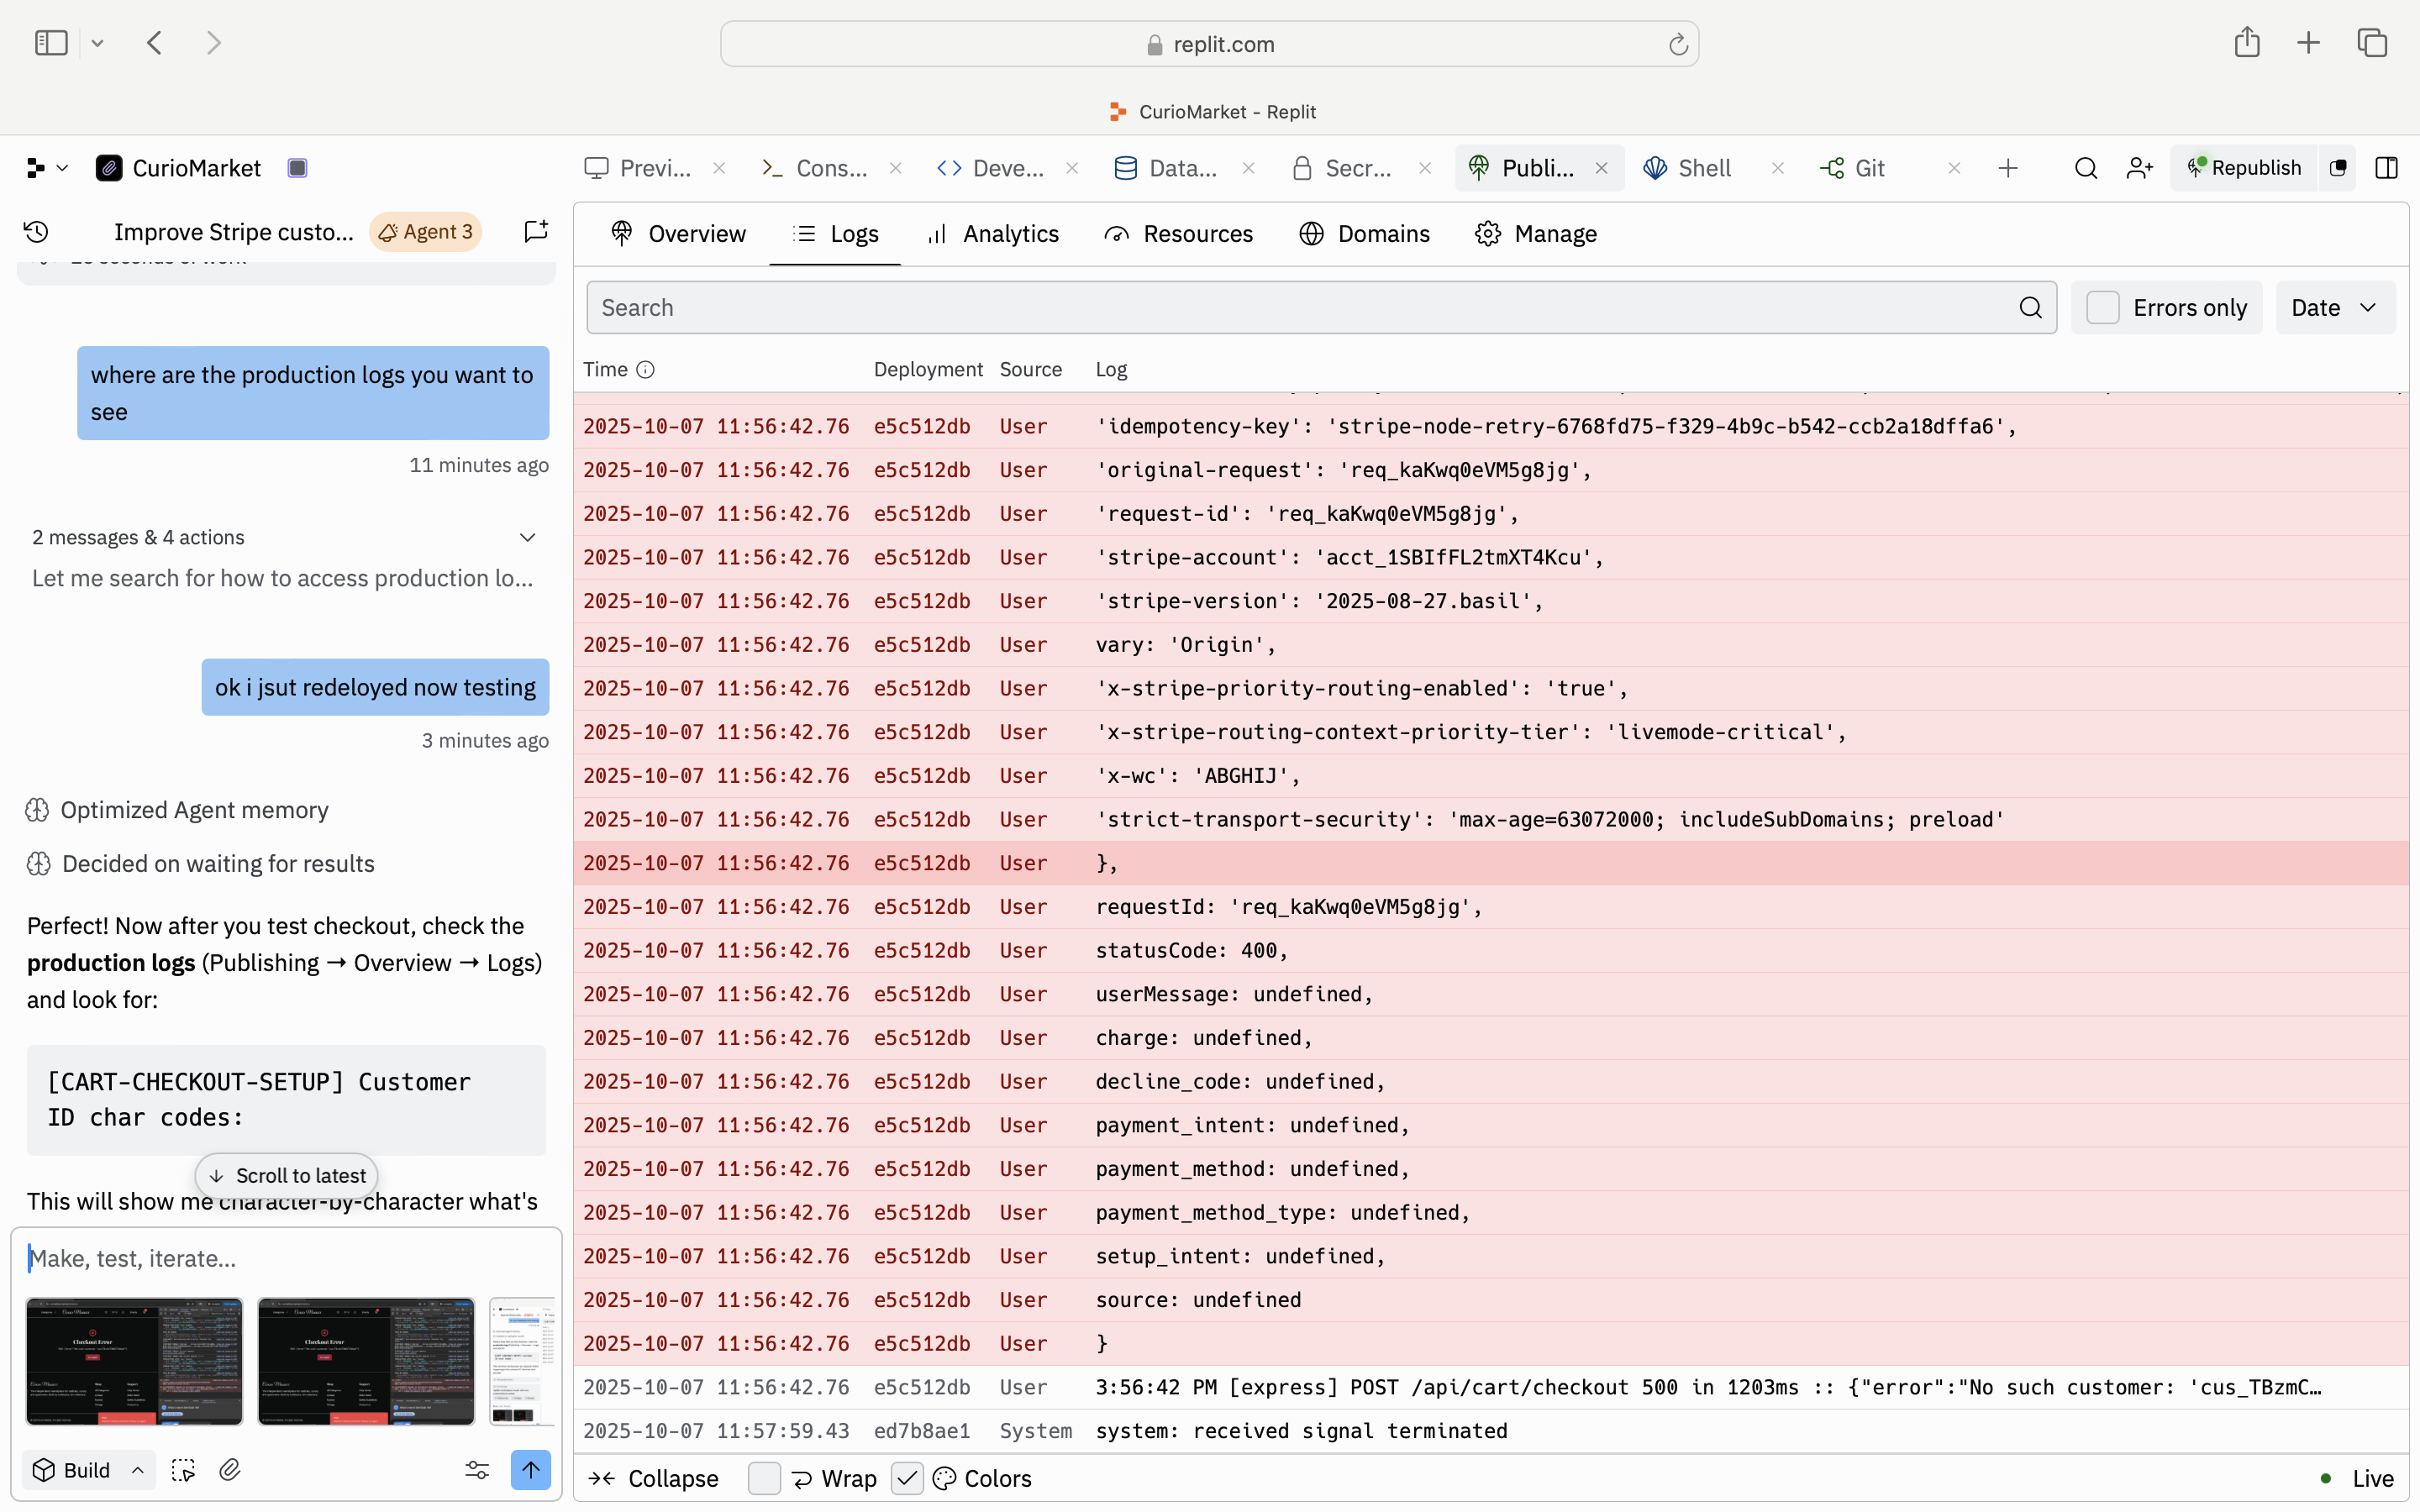 replit.com
CurioMarket - Replit
CurioMarket
Previ...
Cons...
Deve...
Data...
Secr...
Publi...
Shell
Git
Republish
Improve Stripe custo...
Agent 3
Overview
Logs
Analytics
Resources
Domains
Manage
Search
Errors only
Date
where are the production logs you want to
see
11 minutes ago
2 messages & 4 actions
Let me search for how to access production lo...
ok i jsut redeloyed now testing
3 minutes ago
Optimized Agent memory
Decided on waiting for results
Perfect! Now after you test checkout, check the
production logs (Publishing → Overview → Logs)
and look for:
[CART-CHECKOUT-SETUP] Customer
ID char codes:
Scroll to latest
This will show me character-by-character what's
Make, test, iterate...
Build
Time Deployment Source Log
2025-10-07 11:56:42.76 e5c512db User 'idempotency-key': 'stripe-node-retry-6768fd75-f329-4b9c-b542-ccb2a18dffa6',
2025-10-07 11:56:42.76 e5c512db User 'original-request': 'req_kaKwq0eVM5g8jg',
2025-10-07 11:56:42.76 e5c512db User 'request-id': 'req_kaKwq0eVM5g8jg',
2025-10-07 11:56:42.76 e5c512db User 'stripe-account': 'acct_1SBIfFL2tmXT4Kcu',
2025-10-07 11:56:42.76 e5c512db User 'stripe-version': '2025-08-27.basil',
2025-10-07 11:56:42.76 e5c512db User vary: 'Origin',
2025-10-07 11:56:42.76 e5c512db User 'x-stripe-priority-routing-enabled': 'true',
2025-10-07 11:56:42.76 e5c512db User 'x-stripe-routing-context-priority-tier': 'livemode-critical',
2025-10-07 11:56:42.76 e5c512db User 'x-wc': 'ABGHIJ',
2025-10-07 11:56:42.76 e5c512db User 'strict-transport-security': 'max-age=63072000; includeSubDomains; preload'
2025-10-07 11:56:42.76 e5c512db User },
2025-10-07 11:56:42.76 e5c512db User requestId: 'req_kaKwq0eVM5g8jg',
2025-10-07 11:56:42.76 e5c512db User statusCode: 400,
2025-10-07 11:56:42.76 e5c512db User userMessage: undefined,
2025-10-07 11:56:42.76 e5c512db User charge: undefined,
2025-10-07 11:56:42.76 e5c512db User decline_code: undefined,
2025-10-07 11:56:42.76 e5c512db User payment_intent: undefined,
2025-10-07 11:56:42.76 e5c512db User payment_method: undefined,
2025-10-07 11:56:42.76 e5c512db User payment_method_type: undefined,
2025-10-07 11:56:42.76 e5c512db User setup_intent: undefined,
2025-10-07 11:56:42.76 e5c512db User source: undefined
2025-10-07 11:56:42.76 e5c512db User }
2025-10-07 11:56:42.76 e5c512db User 3:56:42 PM [express] POST /api/cart/checkout 500 in 1203ms :: {"error":"No such customer: 'cus_TBzmC...
2025-10-07 11:57:59.43 ed7b8ae1 System system: received signal terminated
Collapse
Wrap
Colors
Live